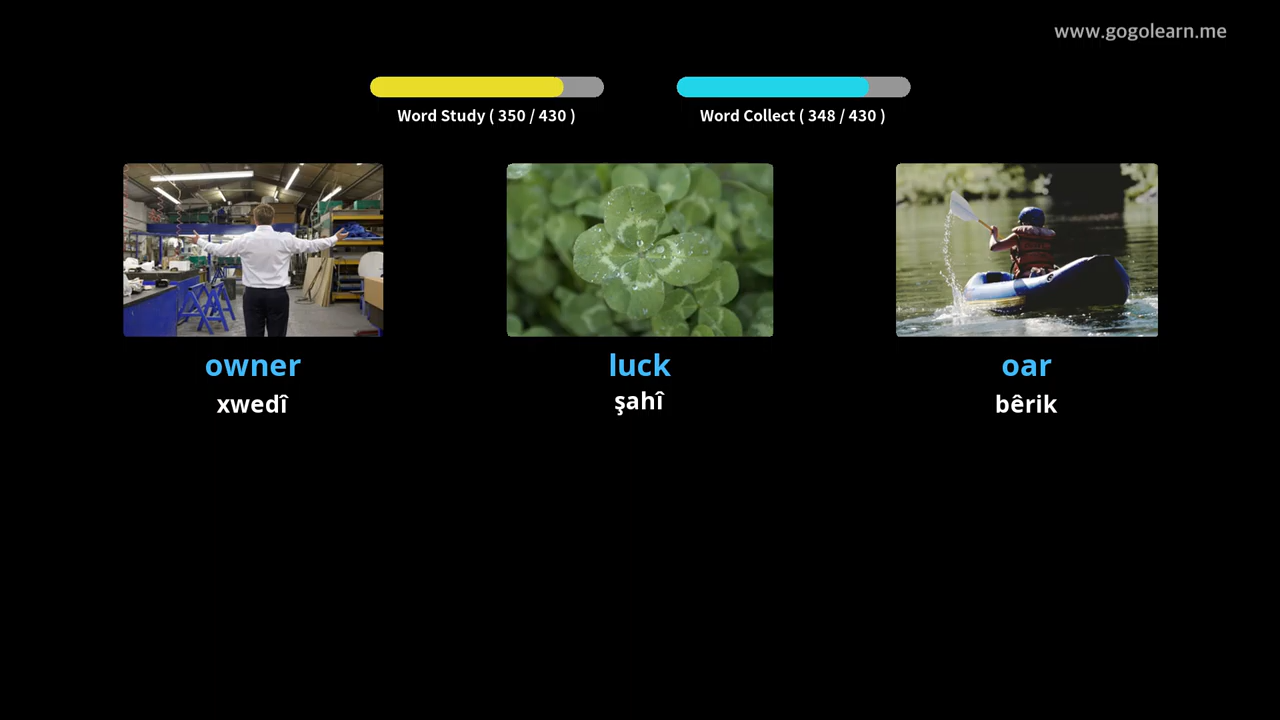 www.gogolearn.me
Word Study ( 350 / 430 )
Word Collect ( 348 / 430 )
owner
xwedî
luck
şahî
oar
bêrik